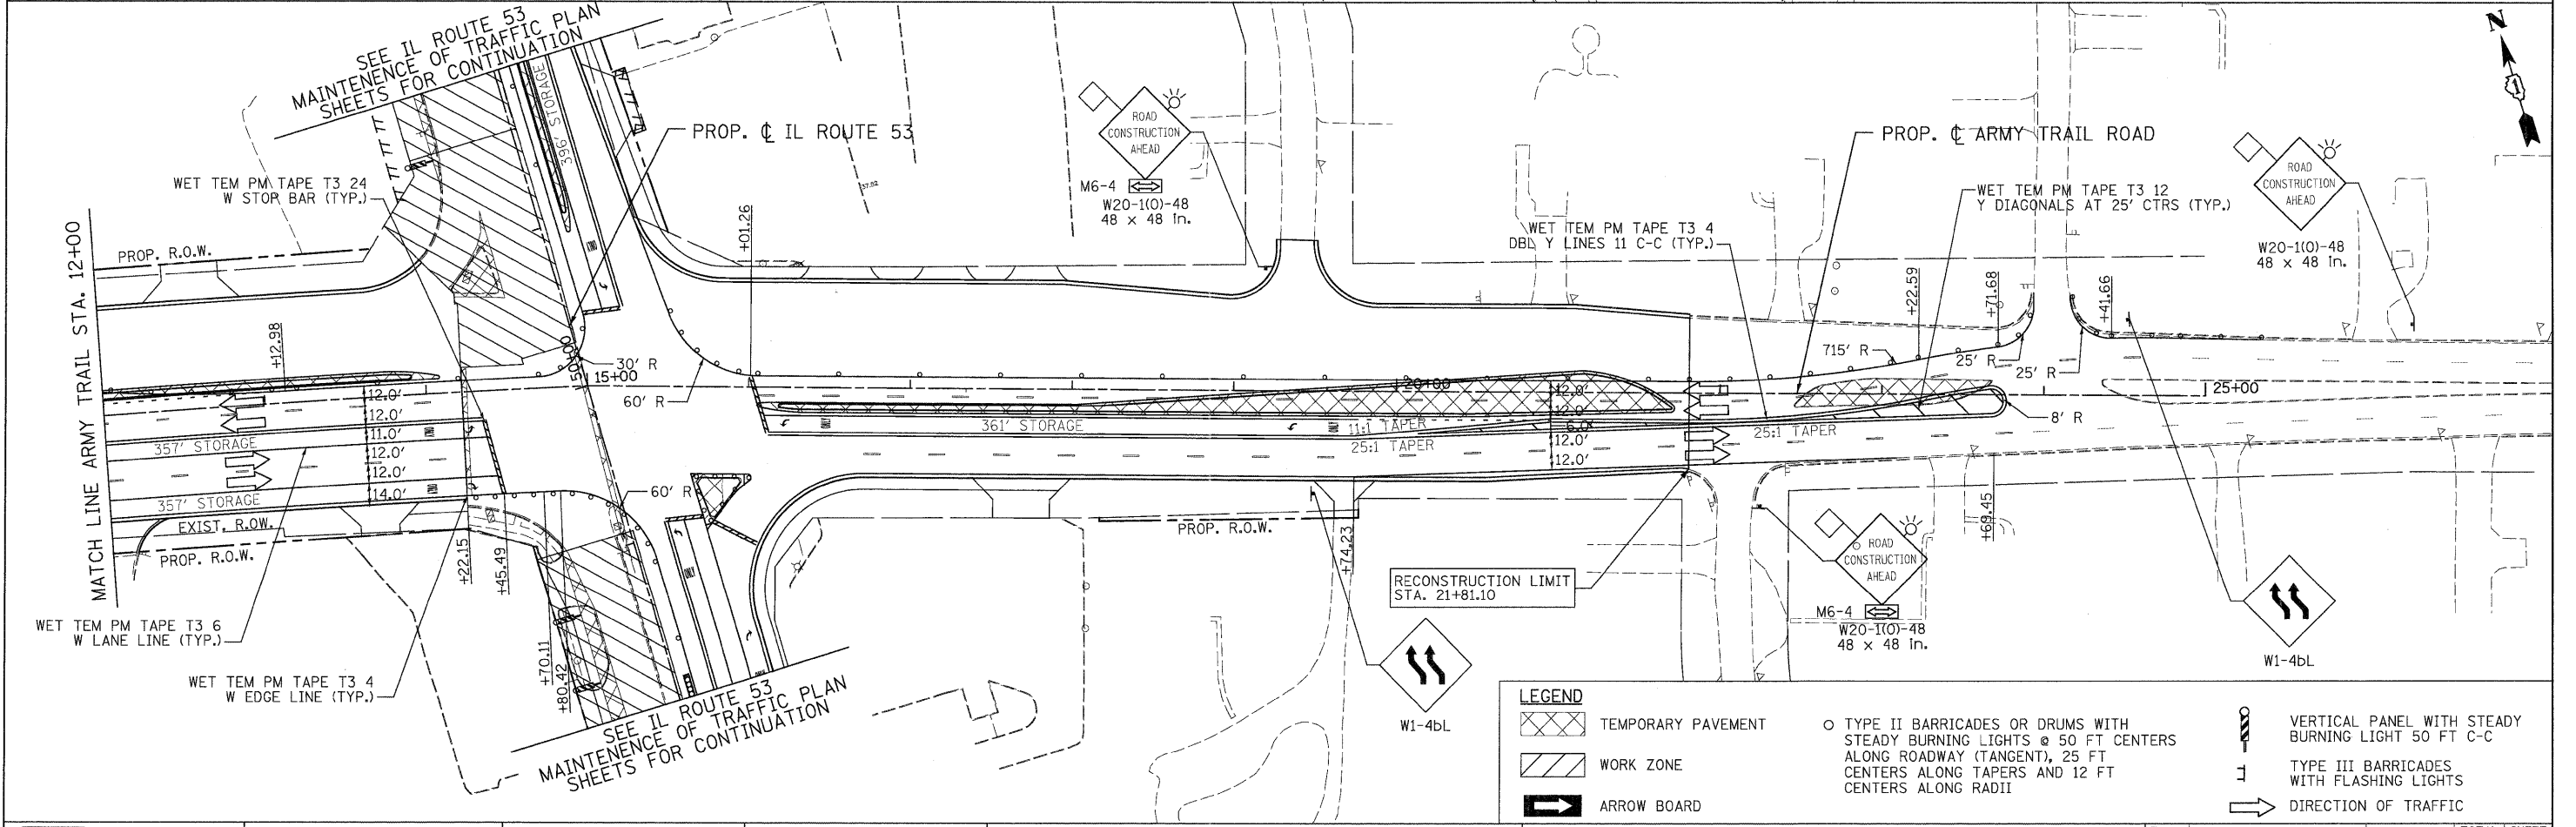 SEE IL ROUTE 53
MAINTENENCE OF TRAFFIC PLAN
SHEETS FOR CONTINUATION
396' STORAGE
PROP. ℄ IL ROUTE 53
WET TEM PM TAPE T3 24
W STOP BAR (TYP.)
+01.26
ROAD
CONSTRUCTION
AHEAD
M6-4
W20-1(O)-48
48 x 48 in.
PROP. ℄ ARMY TRAIL ROAD
WET TEM PM TAPE T3 12
Y DIAGONALS AT 25' CTRS (TYP.)
WET TEM PM TAPE T3 4
DBL Y LINES 11 C-C (TYP.)
ROAD
CONSTRUCTION
AHEAD
W20-1(O)-48
48 x 48 in.
N
1
MATCH LINE ARMY TRAIL STA. 12+00
PROP. R.O.W.
+12.98
+22.59
+71.68
+41.66
50+00
30' R
15+00
60' R
20+00
715' R
25' R
25' R
25+00
12.0'
12.0'
11.0'
12.0'
12.0'
14.0'
357' STORAGE
357' STORAGE
ONLY
361' STORAGE
11:1 TAPER
25:1 TAPER
12.0'
12.0'
6.0'
12.0'
12.0'
25:1 TAPER
8' R
60' R
EXIST. R.O.W.
PROP. R.O.W.
+22.15
+45.49
+70.11
+80.42
ONLY
PROP. R.O.W.
+74.23
+69.45
RECONSTRUCTION LIMIT
STA. 21+81.10
ROAD
CONSTRUCTION
AHEAD
M6-4
W20-1(O)-48
48 x 48 in.
WET TEM PM TAPE T3 6
W LANE LINE (TYP.)
WET TEM PM TAPE T3 4
W EDGE LINE (TYP.)
SEE IL ROUTE 53
MAINTENENCE OF TRAFFIC PLAN
SHEETS FOR CONTINUATION
W1-4bL
W1-4bL
LEGEND
TEMPORARY PAVEMENT
WORK ZONE
ARROW BOARD
TYPE II BARRICADES OR DRUMS WITH
STEADY BURNING LIGHTS @ 50 FT CENTERS
ALONG ROADWAY (TANGENT), 25 FT
CENTERS ALONG TAPERS AND 12 FT
CENTERS ALONG RADII
VERTICAL PANEL WITH STEADY
BURNING LIGHT 50 FT C-C
TYPE III BARRICADES
WITH FLASHING LIGHTS
DIRECTION OF TRAFFIC